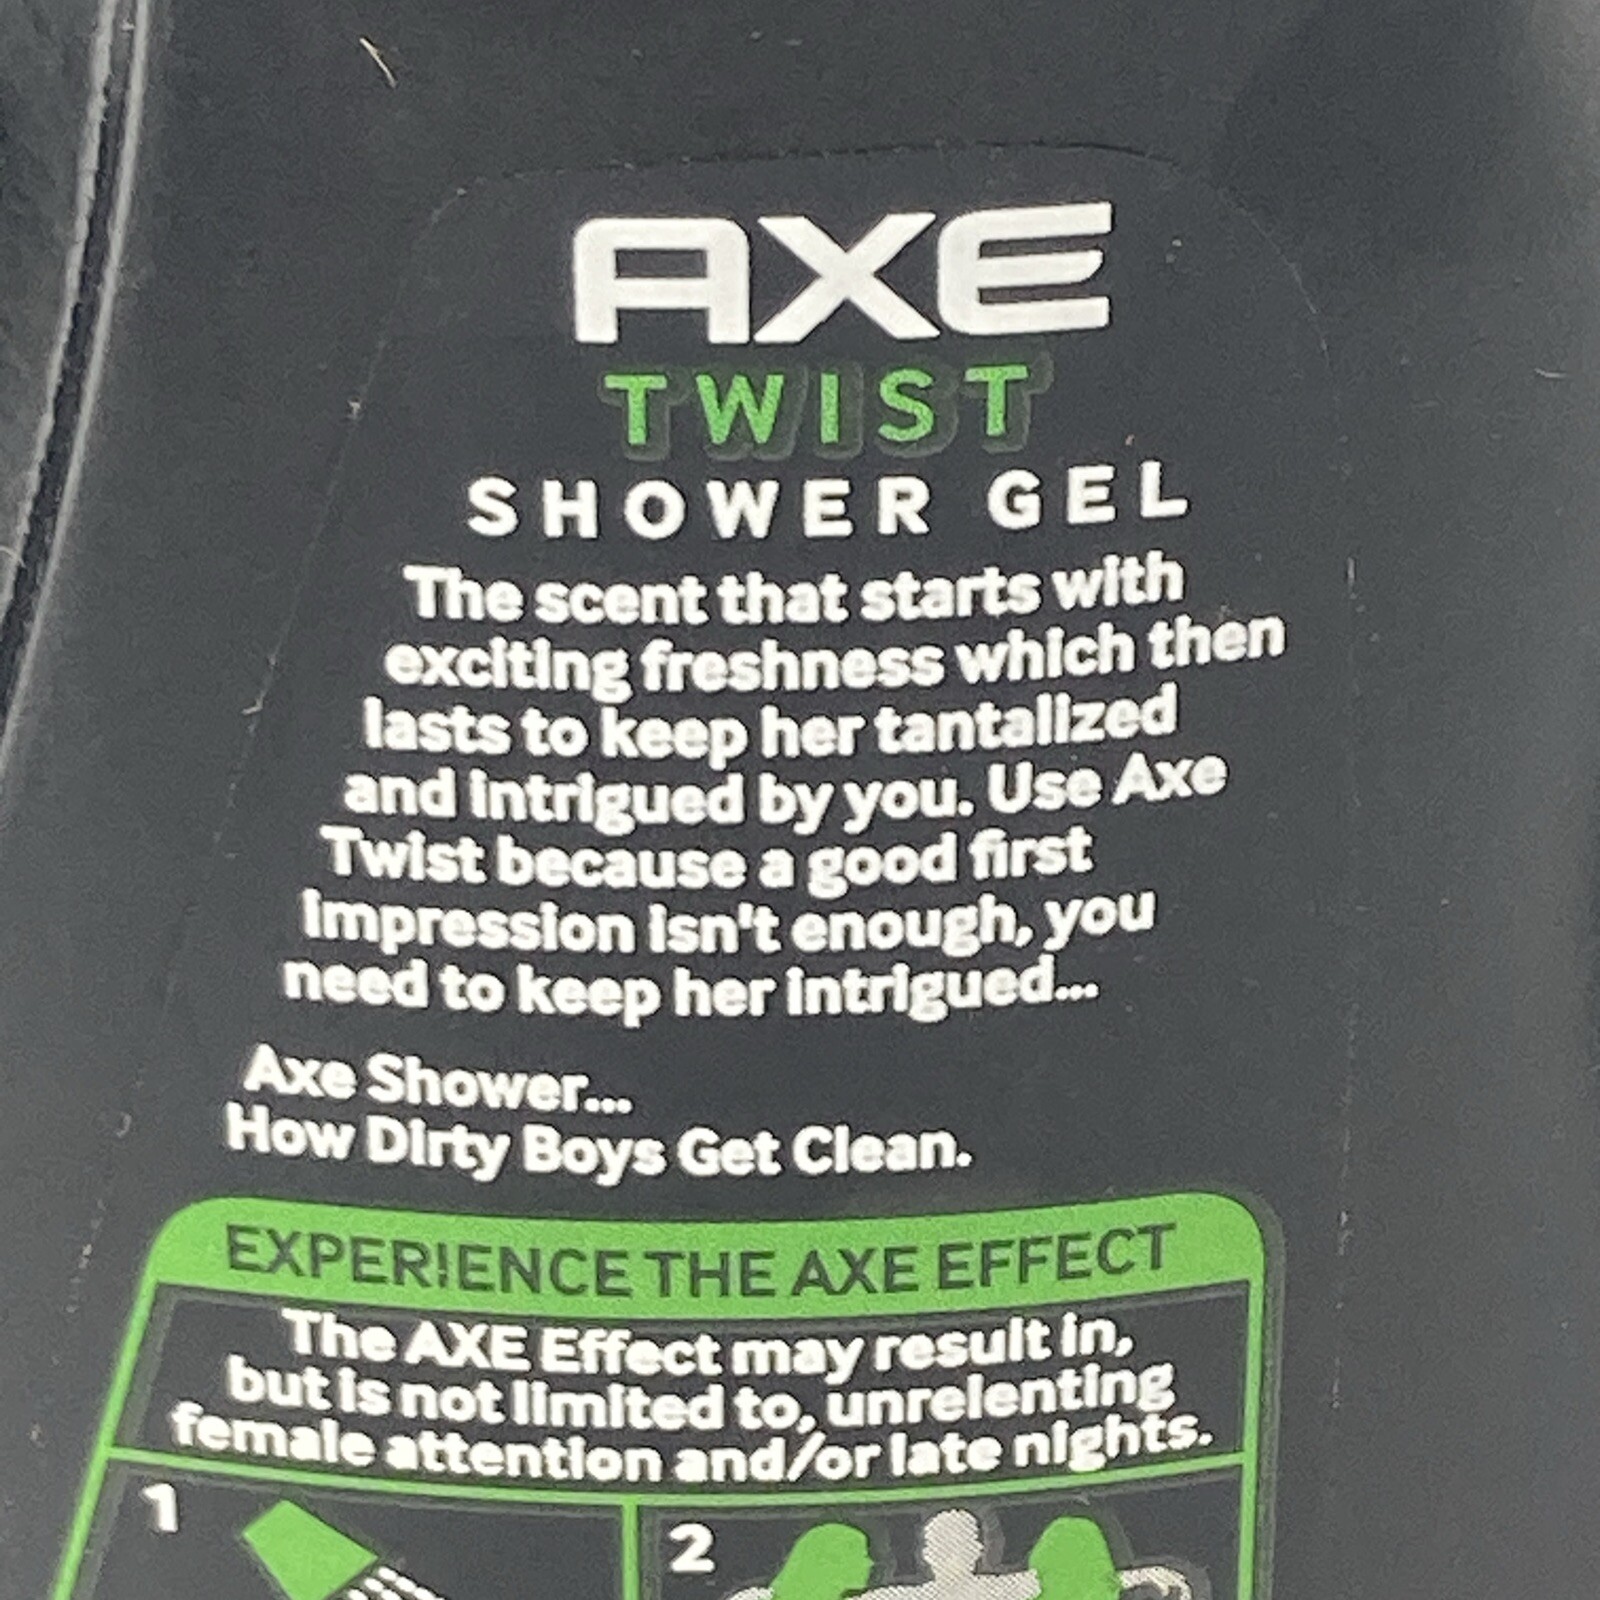 AXE
TWIST
SHOWER GEL
The scent that starts with
exciting freshness which then
lasts to keep her tantalized
and intrigued by you. Use Axe
Twist because a good first
impression isn't enough, you
need to keep her intrigued...
Axe Shower...
How Dirty Boys Get Clean.
EXPERIENCE THE AXE EFFECT
The AXE Effect may result in,
but is not limited to, unrelenting
female attention and/or late nights.
1
2